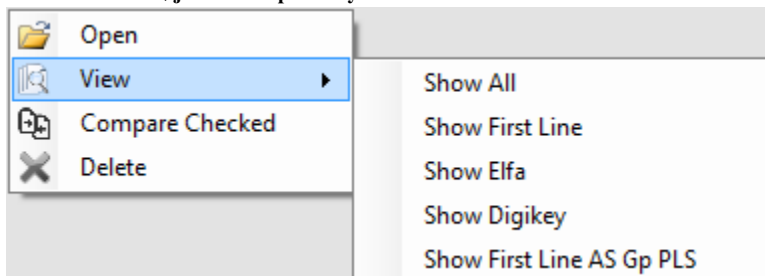 Open
View
Compare Checked
Delete
Show All
Show First Line
Show Elfa
Show Digikey
Show First Line AS Gp PLS